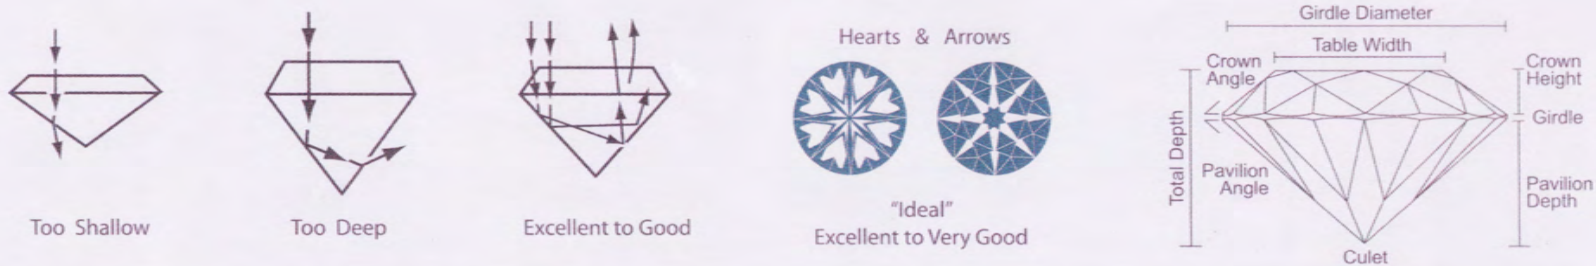 Too Shallow
Too Deep
Excellent to Good
Hearts & Arrows
"Ideal"
Excellent to Very Good
Girdle Diameter
Table Width
Crown
Angle
Crown
Height
Girdle
Total Depth
Pavilion
Angle
Pavilion
Depth
Culet